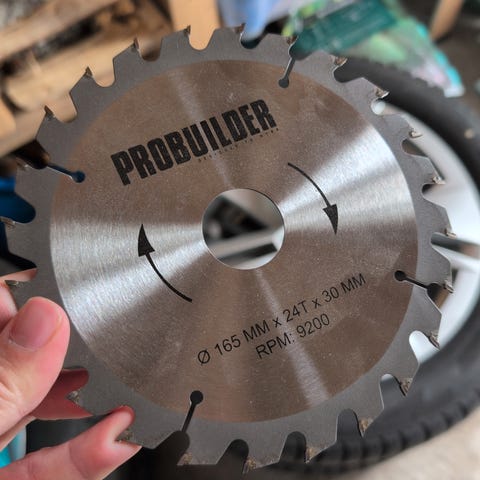 PROBUILDER
Ø 165 MM x 24T x 30 MM
RPM: 9200